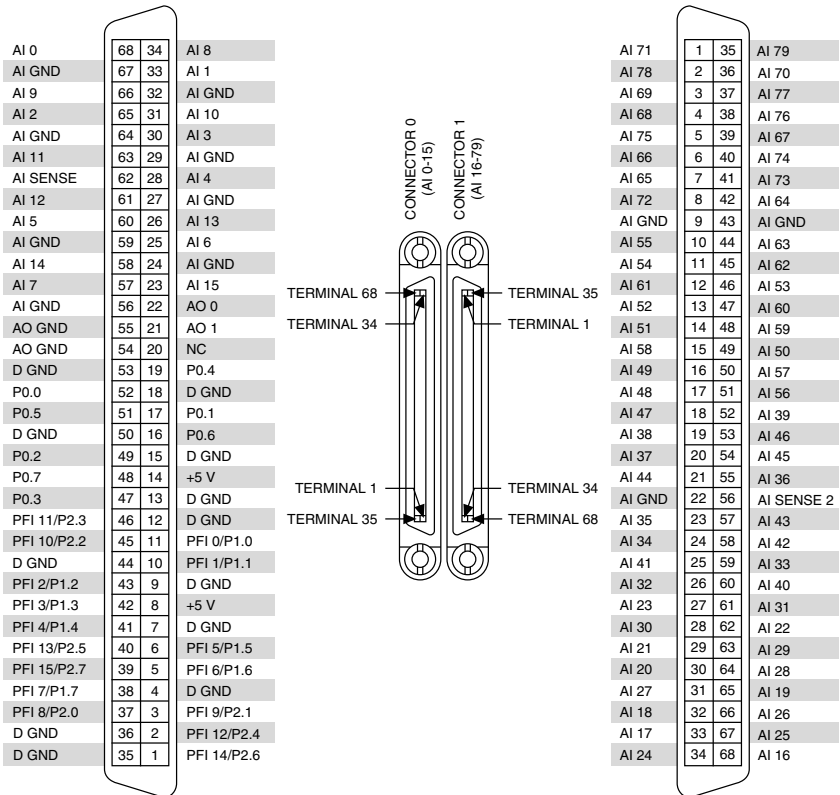 AI 0 68 34 AI 8
AI GND 67 33 AI 1
AI 9 66 32 AI GND
AI 2 65 31 AI 10
AI GND 64 30 AI 3
AI 11 63 29 AI GND
AI SENSE 62 28 AI 4
AI 12 61 27 AI GND
AI 5 60 26 AI 13
AI GND 59 25 AI 6
AI 14 58 24 AI GND
AI 7 57 23 AI 15
AI GND 56 22 AO 0
AO GND 55 21 AO 1
AO GND 54 20 NC
D GND 53 19 P0.4
P0.0 52 18 D GND
P0.5 51 17 P0.1
D GND 50 16 P0.6
P0.2 49 15 D GND
P0.7 48 14 +5 V
P0.3 47 13 D GND
PFI 11/P2.3 46 12 D GND
PFI 10/P2.2 45 11 PFI 0/P1.0
D GND 44 10 PFI 1/P1.1
PFI 2/P1.2 43 9 D GND
PFI 3/P1.3 42 8 +5 V
PFI 4/P1.4 41 7 D GND
PFI 13/P2.5 40 6 PFI 5/P1.5
PFI 15/P2.7 39 5 PFI 6/P1.6
PFI 7/P1.7 38 4 D GND
PFI 8/P2.0 37 3 PFI 9/P2.1
D GND 36 2 PFI 12/P2.4
D GND 35 1 PFI 14/P2.6
CONNECTOR 0
(AI 0-15)
CONNECTOR 1
(AI 16-79)
TERMINAL 68
TERMINAL 35
TERMINAL 34
TERMINAL 1
TERMINAL 1
TERMINAL 34
TERMINAL 35
TERMINAL 68
AI 71 1 35 AI 79
AI 78 2 36 AI 70
AI 69 3 37 AI 77
AI 68 4 38 AI 76
AI 75 5 39 AI 67
AI 66 6 40 AI 74
AI 65 7 41 AI 73
AI 72 8 42 AI 64
AI GND 9 43 AI GND
AI 55 10 44 AI 63
AI 54 11 45 AI 62
AI 61 12 46 AI 53
AI 52 13 47 AI 60
AI 51 14 48 AI 59
AI 58 15 49 AI 50
AI 49 16 50 AI 57
AI 48 17 51 AI 56
AI 47 18 52 AI 39
AI 38 19 53 AI 46
AI 37 20 54 AI 45
AI 44 21 55 AI 36
AI GND 22 56 AI SENSE 2
AI 35 23 57 AI 43
AI 34 24 58 AI 42
AI 41 25 59 AI 33
AI 32 26 60 AI 40
AI 23 27 61 AI 31
AI 30 28 62 AI 22
AI 21 29 63 AI 29
AI 20 30 64 AI 28
AI 27 31 65 AI 19
AI 18 32 66 AI 26
AI 17 33 67 AI 25
AI 24 34 68 AI 16